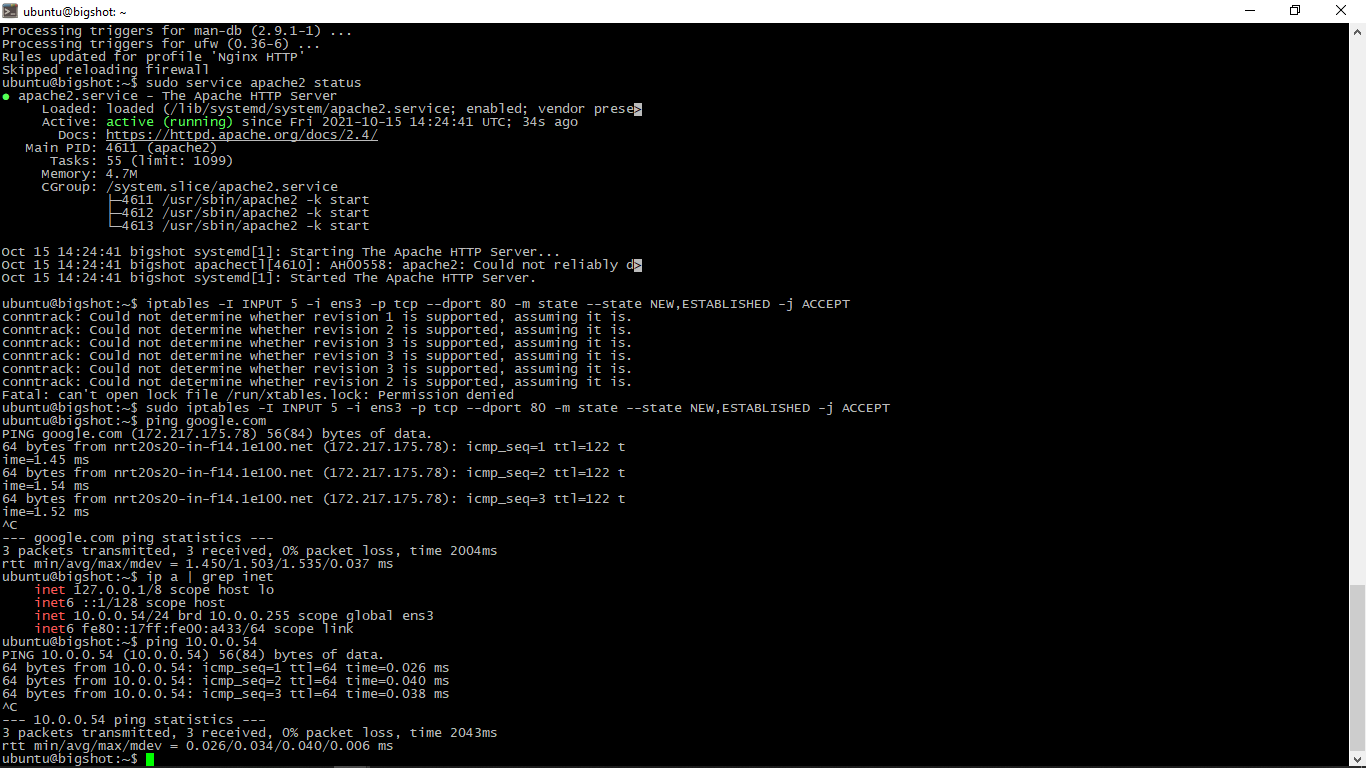 ubuntu@bigshot: ~
Processing triggers for man-db (2.9.1-1) ...
Processing triggers for ufw (0.36-6) ...
Rules updated for profile 'Nginx HTTP'
Skipped reloading firewall
ubuntu@bigshot:~$ sudo service apache2 status
● apache2.service - The Apache HTTP Server
     Loaded: loaded (/lib/systemd/system/apache2.service; enabled; vendor prese>
     Active: active (running) since Fri 2021-10-15 14:24:41 UTC; 34s ago
       Docs: https://httpd.apache.org/docs/2.4/
   Main PID: 4611 (apache2)
      Tasks: 55 (limit: 1099)
     Memory: 4.7M
     CGroup: /system.slice/apache2.service
             ├─4611 /usr/sbin/apache2 -k start
             ├─4612 /usr/sbin/apache2 -k start
             └─4613 /usr/sbin/apache2 -k start
Oct 15 14:24:41 bigshot systemd[1]: Starting The Apache HTTP Server...
Oct 15 14:24:41 bigshot apachectl[4610]: AH00558: apache2: Could not reliably d>
Oct 15 14:24:41 bigshot systemd[1]: Started The Apache HTTP Server.
ubuntu@bigshot:~$ iptables -I INPUT 5 -i ens3 -p tcp --dport 80 -m state --state NEW,ESTABLISHED -j ACCEPT
conntrack: Could not determine whether revision 1 is supported, assuming it is.
conntrack: Could not determine whether revision 2 is supported, assuming it is.
conntrack: Could not determine whether revision 3 is supported, assuming it is.
conntrack: Could not determine whether revision 3 is supported, assuming it is.
conntrack: Could not determine whether revision 3 is supported, assuming it is.
conntrack: Could not determine whether revision 2 is supported, assuming it is.
Fatal: can't open lock file /run/xtables.lock: Permission denied
ubuntu@bigshot:~$ sudo iptables -I INPUT 5 -i ens3 -p tcp --dport 80 -m state --state NEW,ESTABLISHED -j ACCEPT
ubuntu@bigshot:~$ ping google.com
PING google.com (172.217.175.78) 56(84) bytes of data.
64 bytes from nrt20s20-in-f14.1e100.net (172.217.175.78): icmp_seq=1 ttl=122 t
ime=1.45 ms
64 bytes from nrt20s20-in-f14.1e100.net (172.217.175.78): icmp_seq=2 ttl=122 t
ime=1.54 ms
64 bytes from nrt20s20-in-f14.1e100.net (172.217.175.78): icmp_seq=3 ttl=122 t
ime=1.52 ms
^C
--- google.com ping statistics ---
3 packets transmitted, 3 received, 0% packet loss, time 2004ms
rtt min/avg/max/mdev = 1.450/1.503/1.535/0.037 ms
ubuntu@bigshot:~$ ip a | grep inet
    inet 127.0.0.1/8 scope host lo
    inet6 ::1/128 scope host
    inet 10.0.0.54/24 brd 10.0.0.255 scope global ens3
    inet6 fe80::17ff:fe00:a433/64 scope link
ubuntu@bigshot:~$ ping 10.0.0.54
PING 10.0.0.54 (10.0.0.54) 56(84) bytes of data.
64 bytes from 10.0.0.54: icmp_seq=1 ttl=64 time=0.026 ms
64 bytes from 10.0.0.54: icmp_seq=2 ttl=64 time=0.040 ms
64 bytes from 10.0.0.54: icmp_seq=3 ttl=64 time=0.038 ms
^C
--- 10.0.0.54 ping statistics ---
3 packets transmitted, 3 received, 0% packet loss, time 2043ms
rtt min/avg/max/mdev = 0.026/0.034/0.040/0.006 ms
ubuntu@bigshot:~$